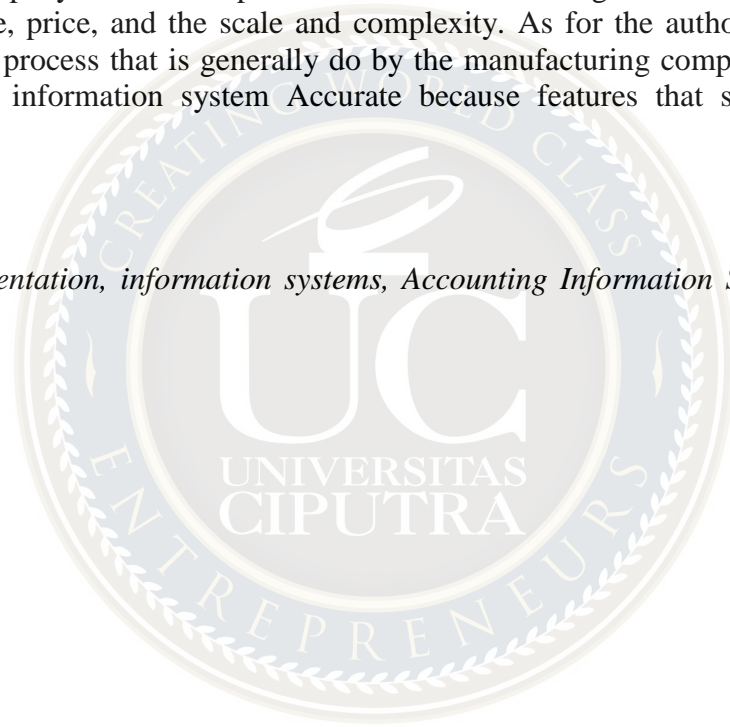 e, price, and the scale and complexity. As for the autho
process that is generally do by the manufacturing comp
information system Accurate because features that s
entation, information systems, Accounting Information S
CREATING WORLD CLASS
UC
UNIVERSITAS
CIPUTRA
ENTREPRENEURS